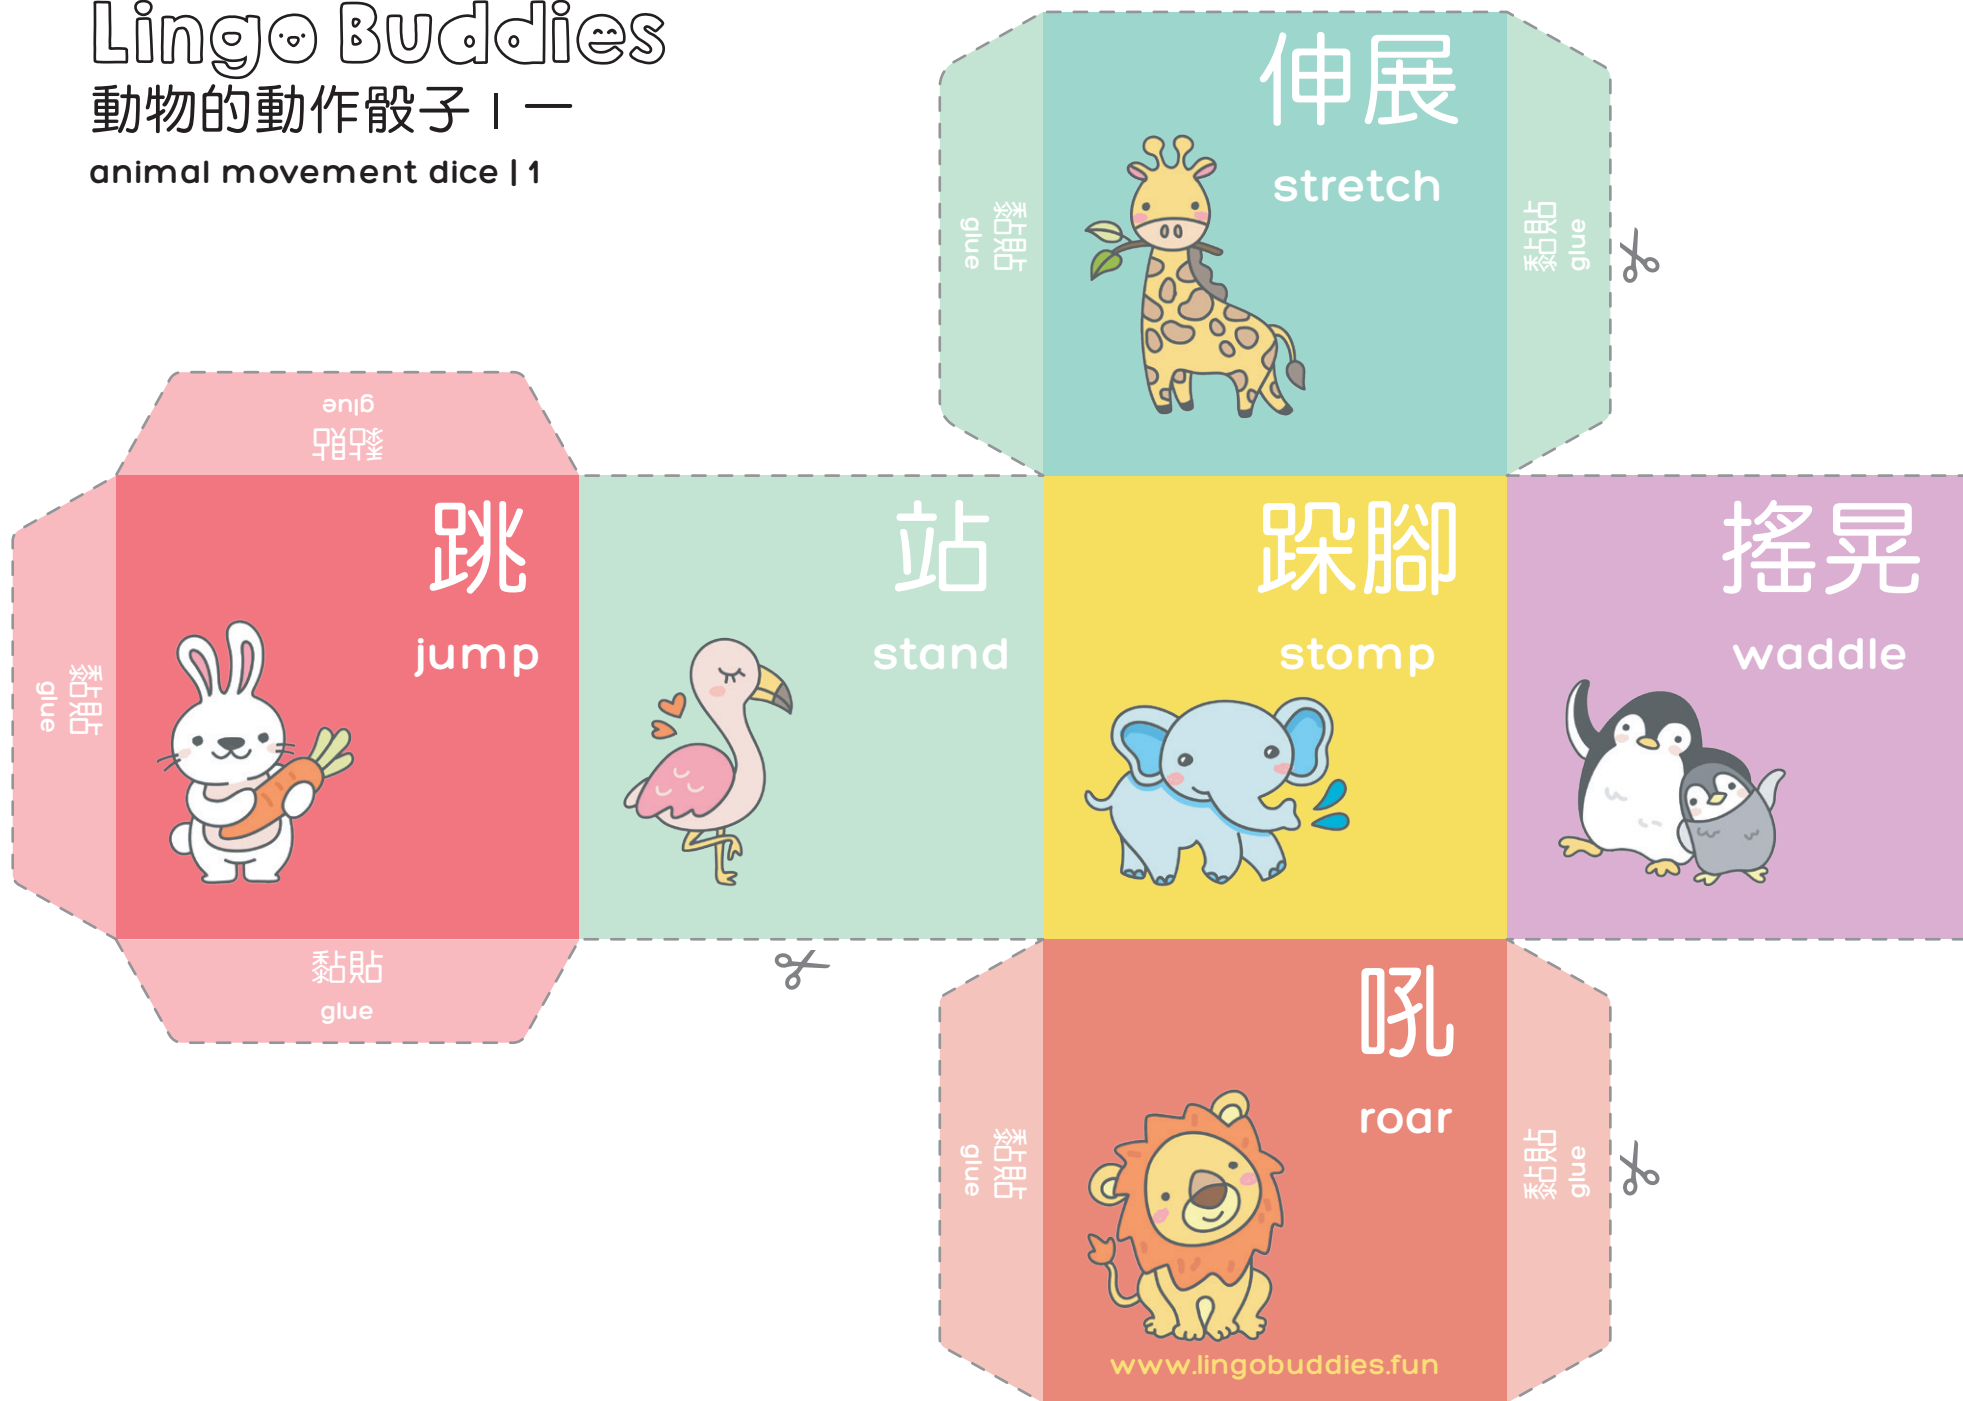 Lingo Buddies
動物的動作骰子 | 一
animal movement dice | 1
伸展
stretch
黏貼
glue
黏貼
glue
glue
黏貼
跳
jump
站
stand
跺腳
stomp
搖晃
waddle
黏貼
glue
黏貼
glue
吼
roar
黏貼
glue
黏貼
glue
www.lingobuddies.fun